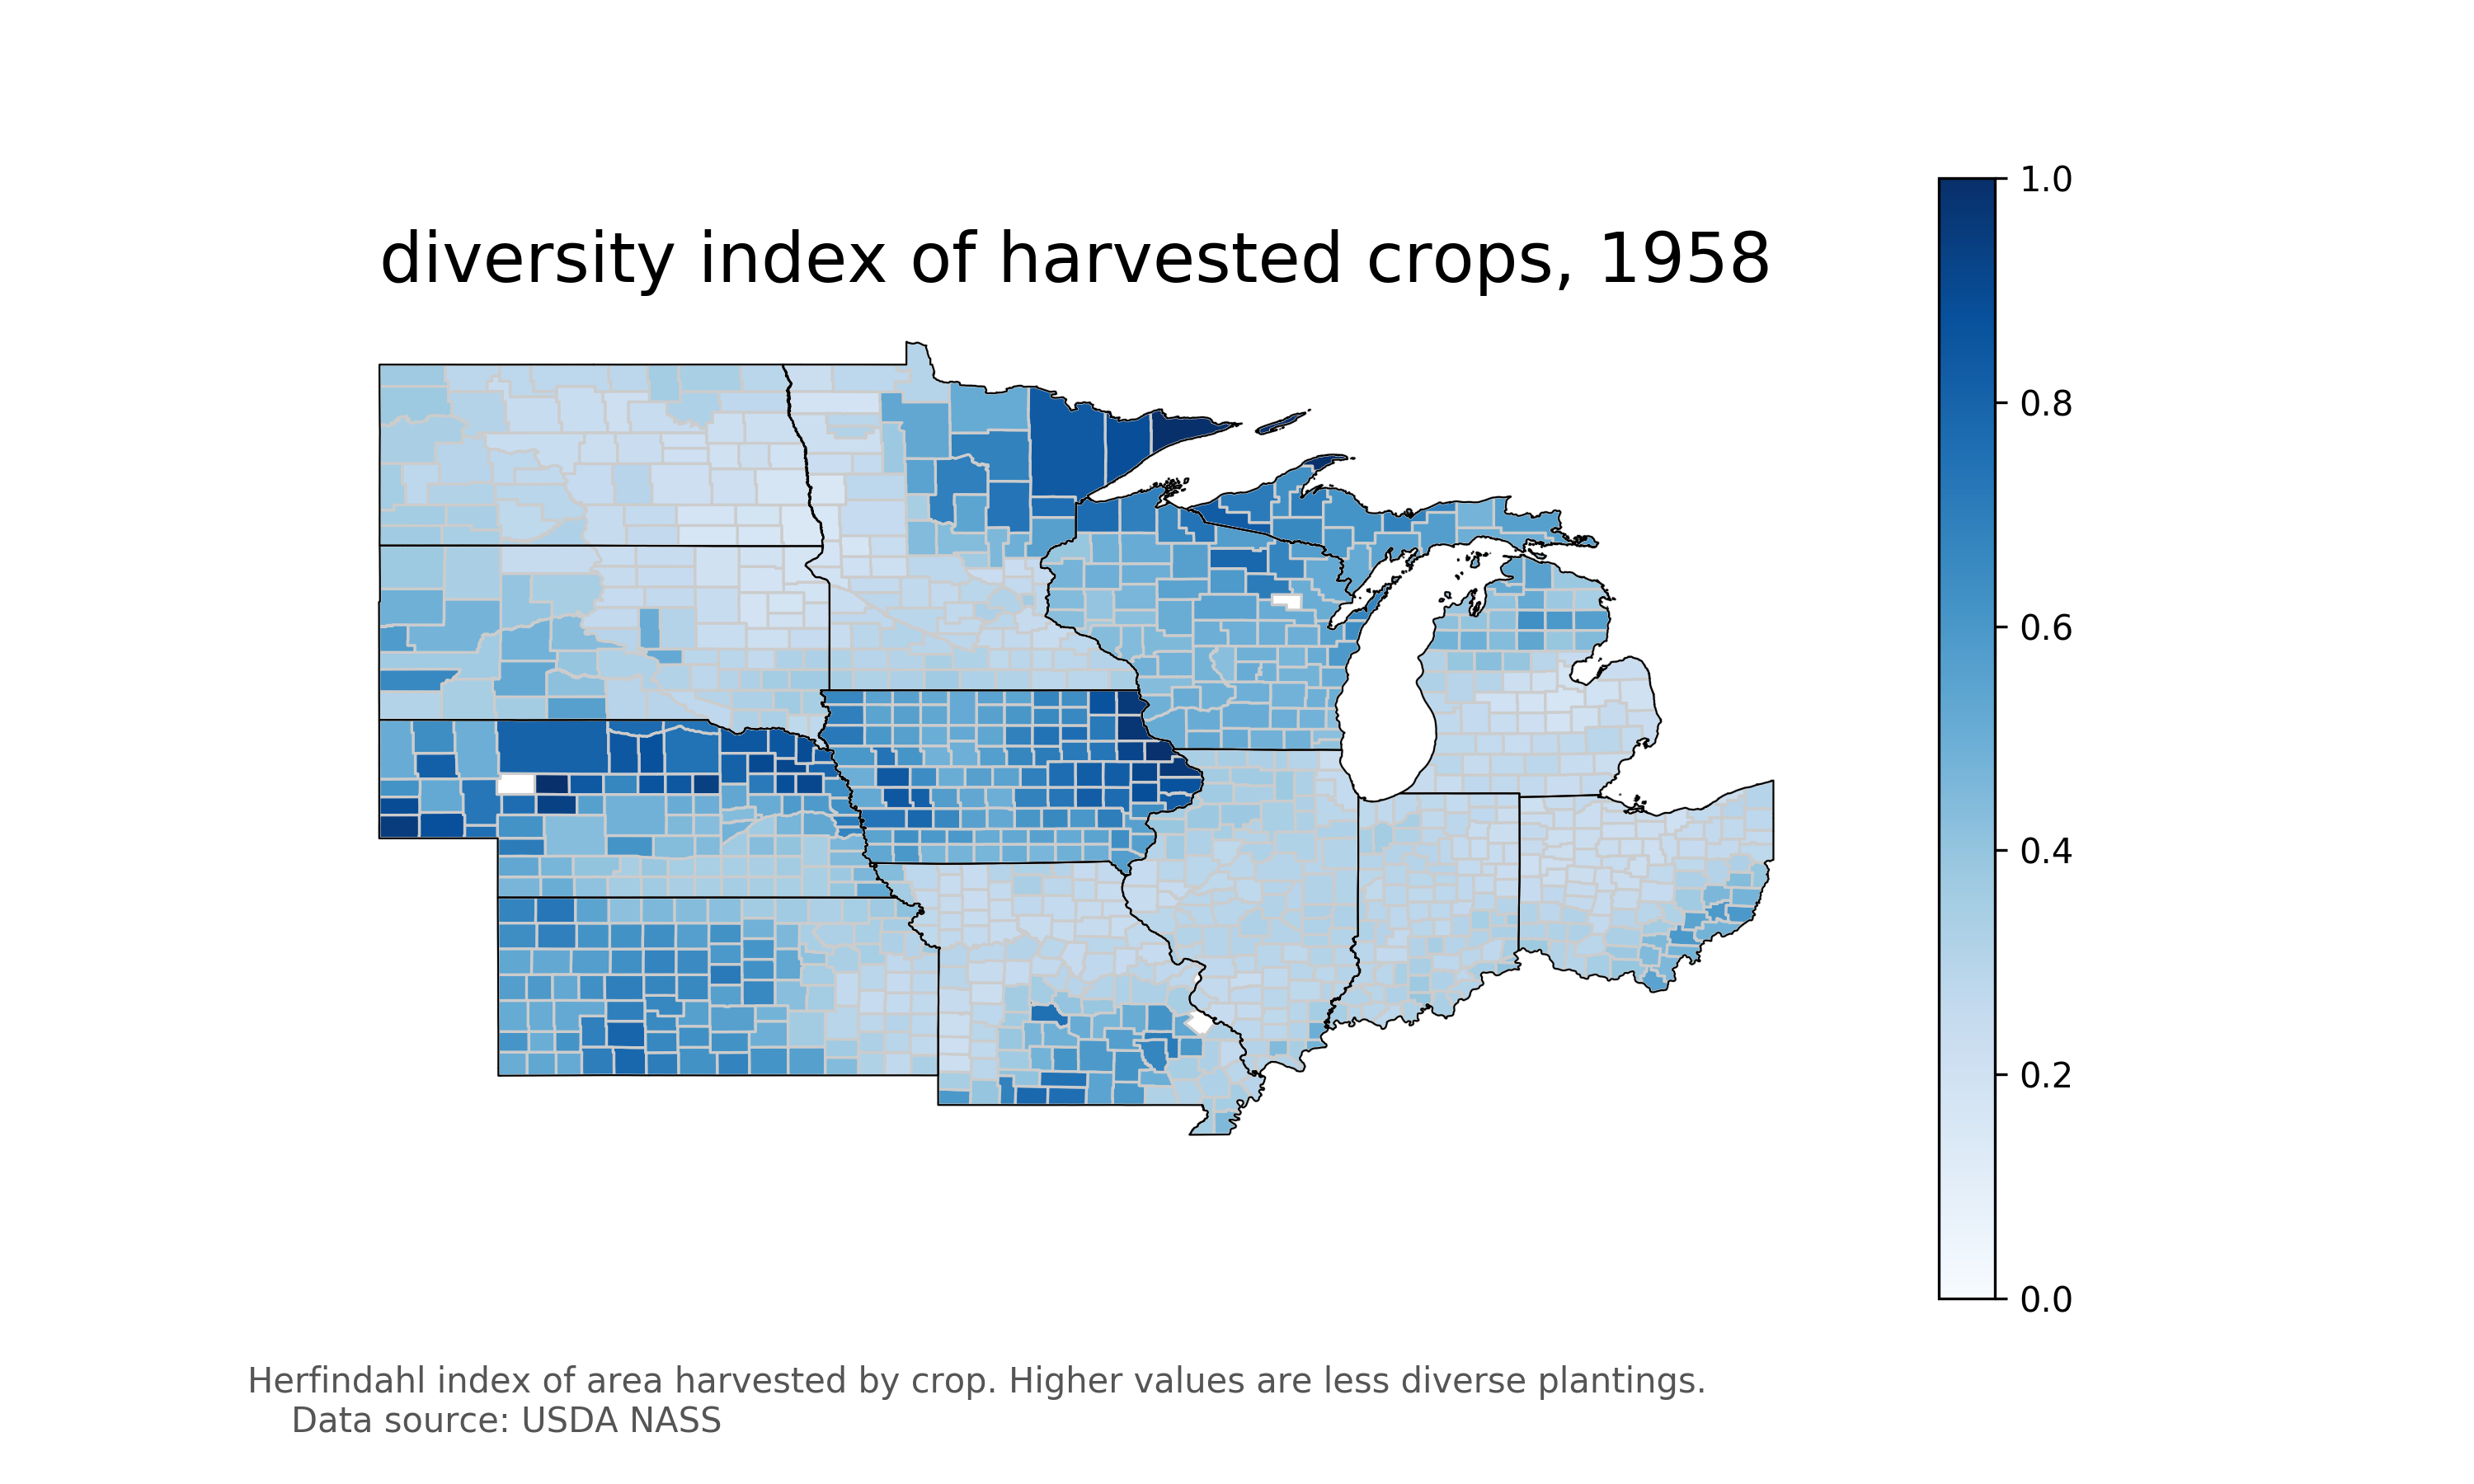 diversity index of harvested crops, 1958
1.0
0.8
0.6
0.4
0.2
0.0
Herfindahl index of area harvested by crop. Higher values are less diverse plantings.
Data source: USDA NASS